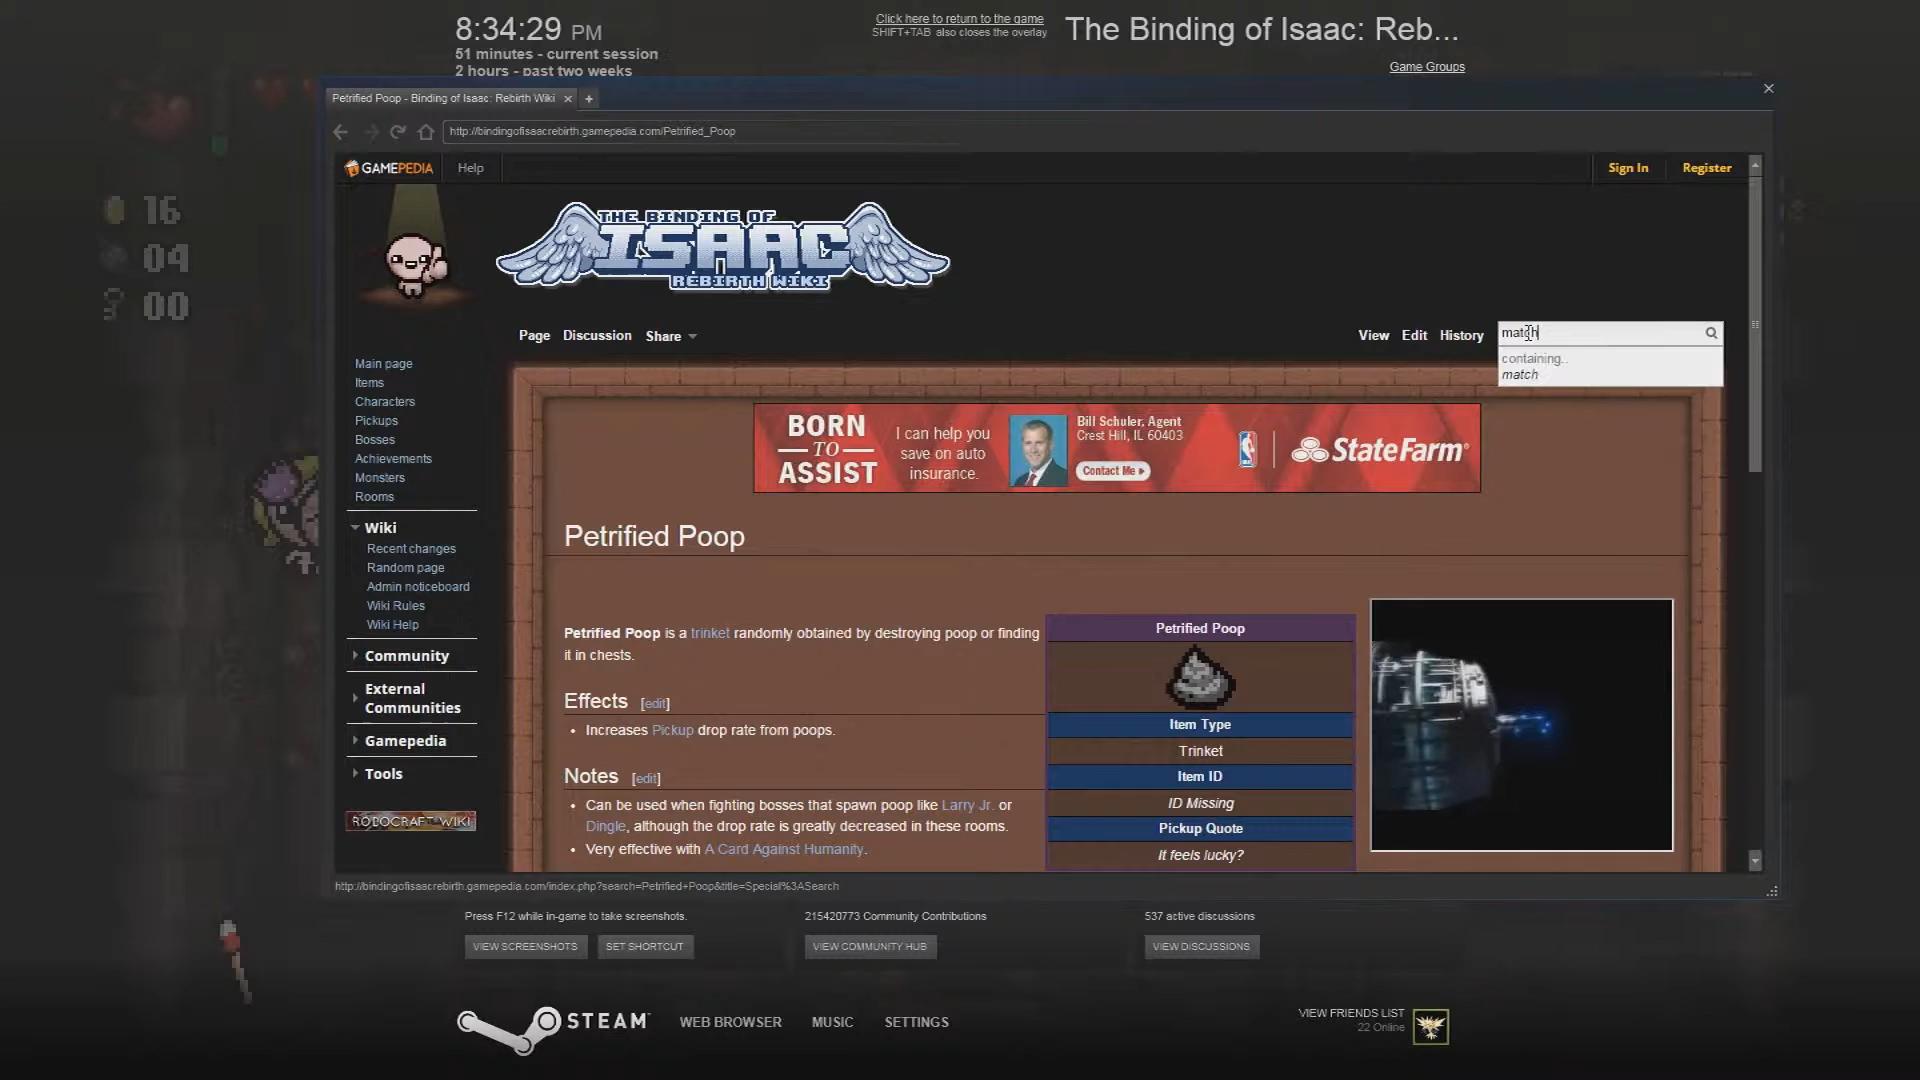 8:34:29 PM
51 minutes - current session
2 hours - past two weeks
Click here to return to the game
SHIFT+TAB also closes the overlay
The Binding of Isaac: Reb...
Game Groups
Petrified Poop - Binding of Isaac: Rebirth Wiki
http://bindingofisaacrebirth.gamepedia.com/Petrified_Poop
GAMEPEDIA
Help
Sign In
Register
16
04
00
THE BINDING OF
ISAAC
REBIRTH WIKI
Page
Discussion
Share
View
Edit
History
match
containing..
match
Main page
Items
Characters
Pickups
Bosses
Achievements
Monsters
Rooms
Wiki
Recent changes
Random page
Admin noticeboard
Wiki Rules
Wiki Help
Community
External
Communities
Gamepedia
Tools
ROBOCRAFT WIKI
BORN
TO
ASSIST
I can help you
save on auto
insurance.
Bill Schuler, Agent
Crest Hill, IL 60403
Contact Me
NBA
StateFarm
Petrified Poop
Petrified Poop is a trinket randomly obtained by destroying poop or finding
it in chests.
Effects [edit]
• Increases Pickup drop rate from poops.
Notes [edit]
• Can be used when fighting bosses that spawn poop like Larry Jr. or
Dingle, although the drop rate is greatly decreased in these rooms.
• Very effective with A Card Against Humanity.
Petrified Poop
Item Type
Trinket
Item ID
ID Missing
Pickup Quote
It feels lucky?
http://bindingofisaacrebirth.gamepedia.com/index.php?search=Petrified+Poop&title=Special%3ASearch
Press F12 while in-game to take screenshots.
VIEW SCREENSHOTS
SET SHORTCUT
215420773 Community Contributions
VIEW COMMUNITY HUB
537 active discussions
VIEW DISCUSSIONS
STEAM
WEB BROWSER
MUSIC
SETTINGS
VIEW FRIENDS LIST
22 Online